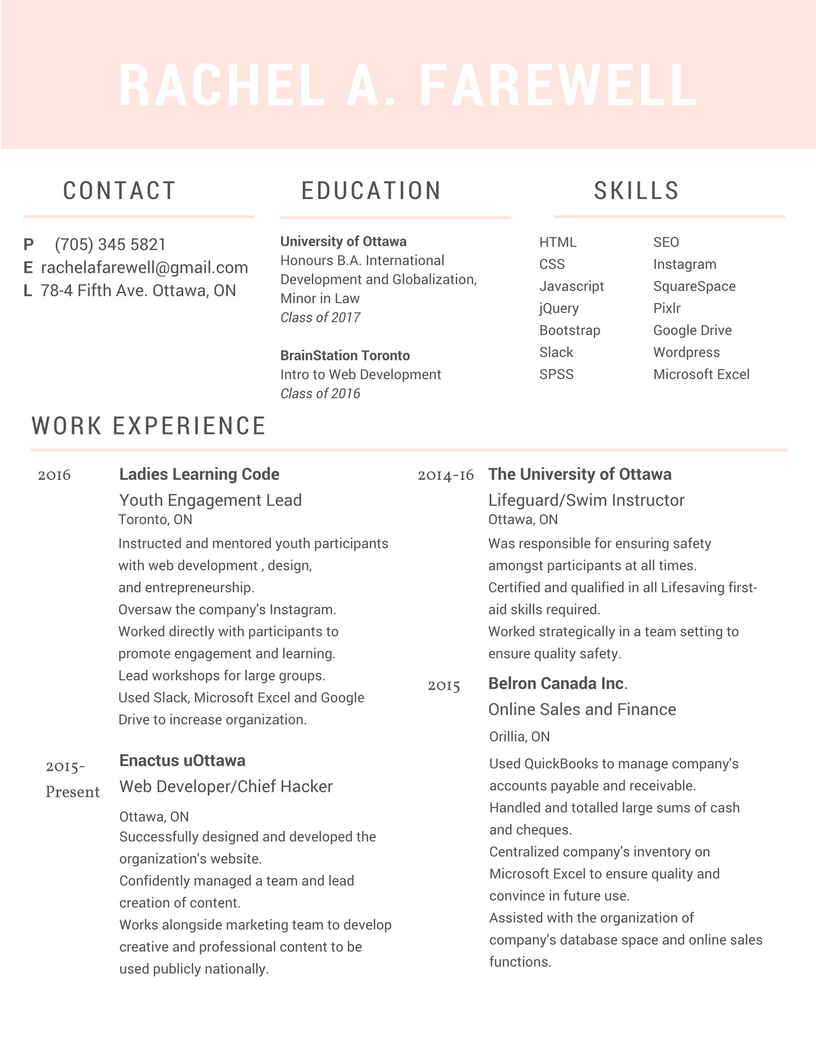 RACHEL A. FAREWELL
CONTACT
P (705) 345 5821
E rachelafarewell@gmail.com
L 78-4 Fifth Ave. Ottawa, ON
EDUCATION
University of Ottawa
Honours B.A. International
Development and Globalization,
Minor in Law
Class of 2017
BrainStation Toronto
Intro to Web Development
Class of 2016
SKILLS
HTML
CSS
Javascript
jQuery
Bootstrap
Slack
SPSS
SEO
Instagram
SquareSpace
Pixlr
Google Drive
Wordpress
Microsoft Excel
WORK EXPERIENCE
2016
Ladies Learning Code
Youth Engagement Lead
Toronto, ON
Instructed and mentored youth participants
with web development , design,
and entrepreneurship.
Oversaw the company's Instagram.
Worked directly with participants to
promote engagement and learning.
Lead workshops for large groups.
Used Slack, Microsoft Excel and Google
Drive to increase organization.
2015-
Present
Enactus uOttawa
Web Developer/Chief Hacker
Ottawa, ON
Successfully designed and developed the
organization's website.
Confidently managed a team and lead
creation of content.
Works alongside marketing team to develop
creative and professional content to be
used publicly nationally.
2014-16
The University of Ottawa
Lifeguard/Swim Instructor
Ottawa, ON
Was responsible for ensuring safety
amongst participants at all times.
Certified and qualified in all Lifesaving first-
aid skills required.
Worked strategically in a team setting to
ensure quality safety.
2015
Belron Canada Inc.
Online Sales and Finance
Orillia, ON
Used QuickBooks to manage company's
accounts payable and receivable.
Handled and totalled large sums of cash
and cheques.
Centralized company's inventory on
Microsoft Excel to ensure quality and
convince in future use.
Assisted with the organization of
company's database space and online sales
functions.